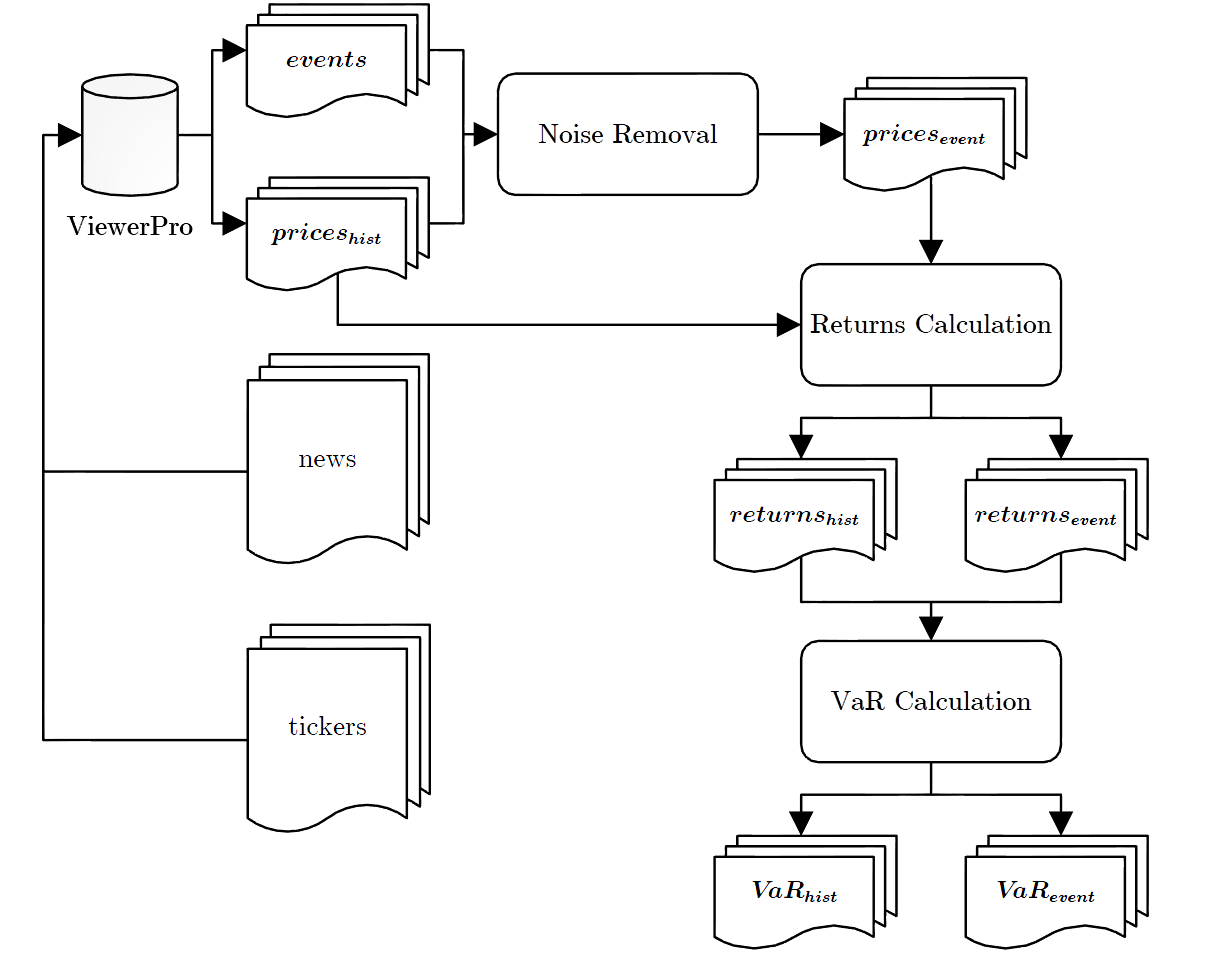 events
Noise Removal
prices_event
ViewerPro
prices_hist
Returns Calculation
news
returns_hist
returns_event
tickers
VaR Calculation
VaR_hist
VaR_event